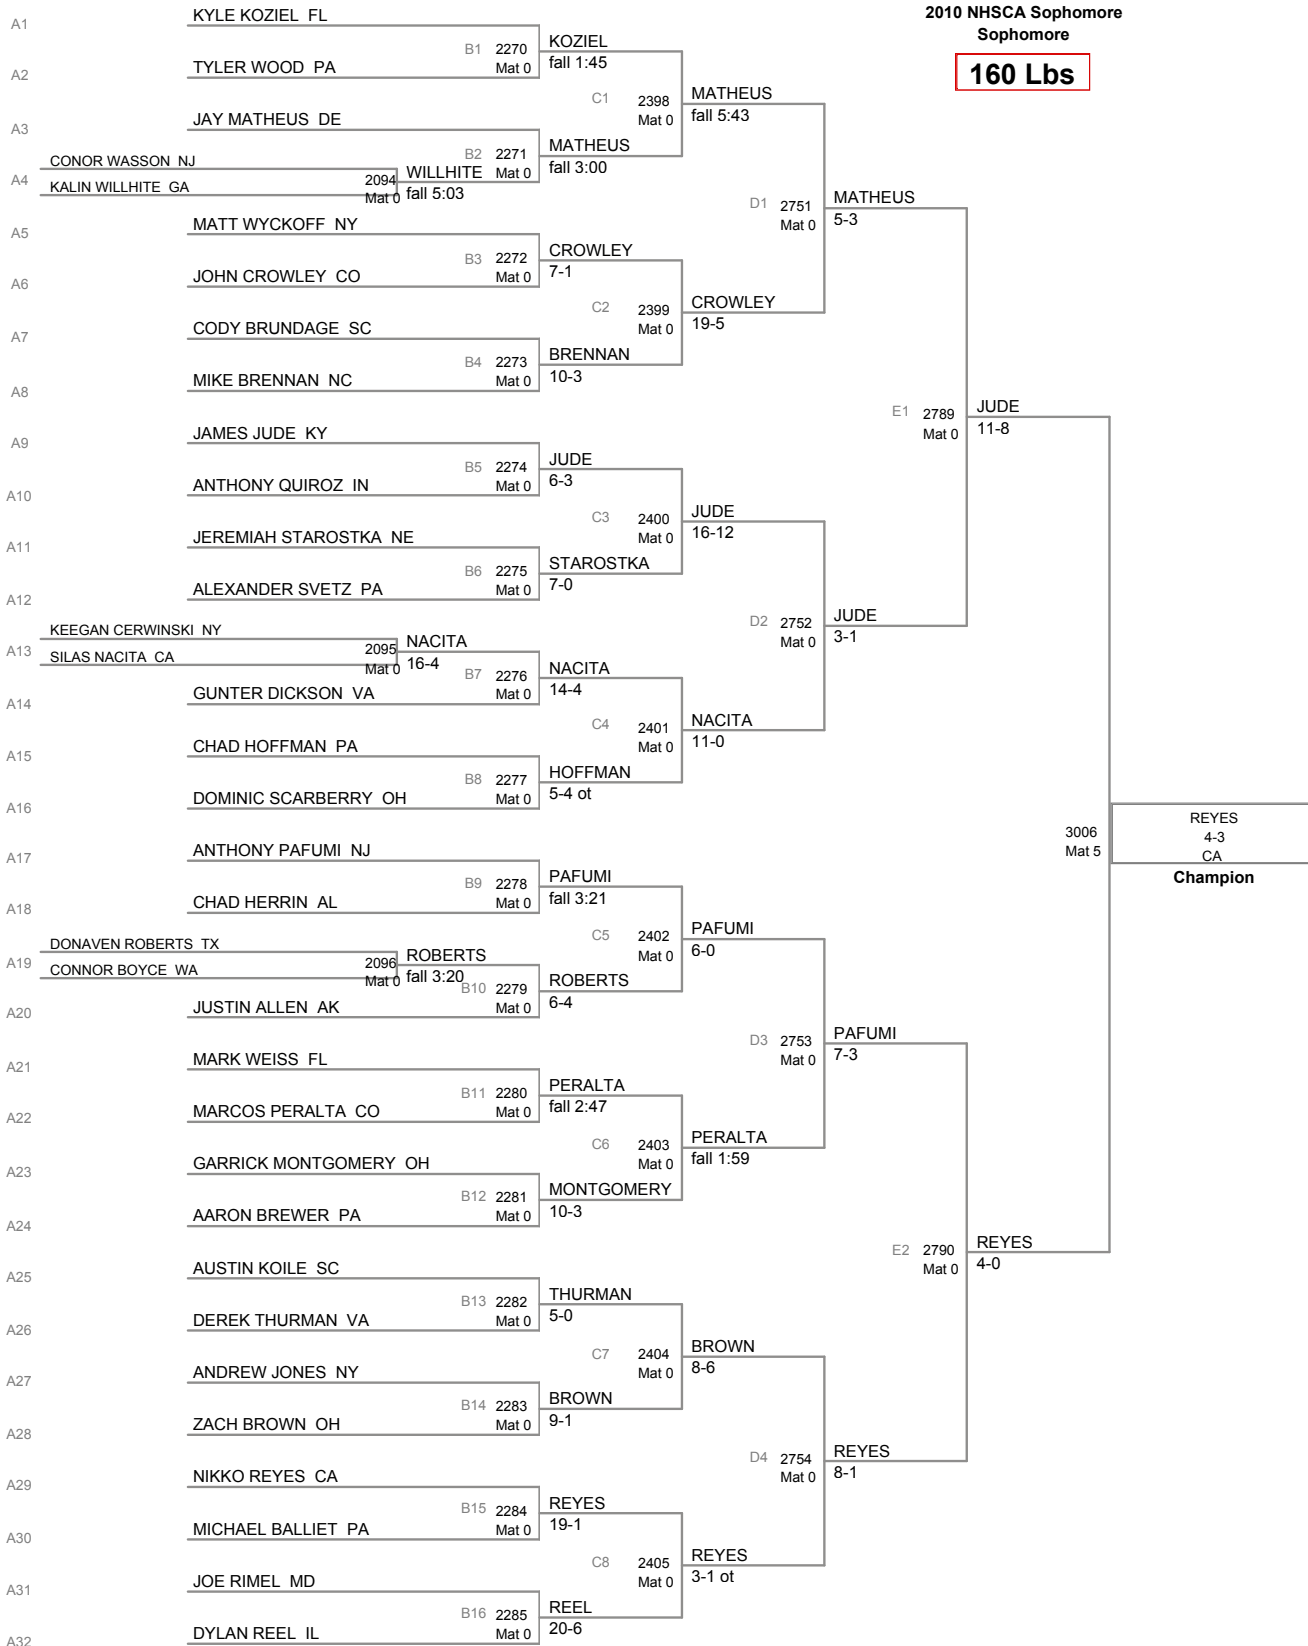 2010 NHSCA Sophomore
Sophomore
160 Lbs
A1
KYLE KOZIEL FL
B1 2270
Mat 0
KOZIEL
fall 1:45
A2
TYLER WOOD PA
C1 2398
Mat 0
MATHEUS
fall 5:43
A3
JAY MATHEUS DE
B2 2271
Mat 0
MATHEUS
fall 3:00
A4
CONOR WASSON NJ
KALIN WILLHITE GA
2094
Mat 0
WILLHITE
fall 5:03
D1 2751
Mat 0
MATHEUS
5-3
A5
MATT WYCKOFF NY
B3 2272
Mat 0
CROWLEY
7-1
A6
JOHN CROWLEY CO
C2 2399
Mat 0
CROWLEY
19-5
A7
CODY BRUNDAGE SC
B4 2273
Mat 0
BRENNAN
10-3
A8
MIKE BRENNAN NC
E1 2789
Mat 0
JUDE
11-8
A9
JAMES JUDE KY
B5 2274
Mat 0
JUDE
6-3
A10
ANTHONY QUIROZ IN
C3 2400
Mat 0
JUDE
16-12
A11
JEREMIAH STAROSTKA NE
B6 2275
Mat 0
STAROSTKA
7-0
A12
ALEXANDER SVETZ PA
D2 2752
Mat 0
JUDE
3-1
A13
KEEGAN CERWINSKI NY
SILAS NACITA CA
2095
Mat 0
NACITA
16-4
B7 2276
Mat 0
NACITA
14-4
A14
GUNTER DICKSON VA
C4 2401
Mat 0
NACITA
11-0
A15
CHAD HOFFMAN PA
B8 2277
Mat 0
HOFFMAN
5-4 ot
A16
DOMINIC SCARBERRY OH
3006
Mat 5
REYES
4-3
CA
Champion
A17
ANTHONY PAFUMI NJ
B9 2278
Mat 0
PAFUMI
fall 3:21
A18
CHAD HERRIN AL
C5 2402
Mat 0
PAFUMI
6-0
A19
DONAVEN ROBERTS TX
CONNOR BOYCE WA
2096
Mat 0
ROBERTS
fall 3:20
B10 2279
Mat 0
ROBERTS
6-4
A20
JUSTIN ALLEN AK
D3 2753
Mat 0
PAFUMI
7-3
A21
MARK WEISS FL
B11 2280
Mat 0
PERALTA
fall 2:47
A22
MARCOS PERALTA CO
C6 2403
Mat 0
PERALTA
fall 1:59
A23
GARRICK MONTGOMERY OH
B12 2281
Mat 0
MONTGOMERY
10-3
A24
AARON BREWER PA
E2 2790
Mat 0
REYES
4-0
A25
AUSTIN KOILE SC
B13 2282
Mat 0
THURMAN
5-0
A26
DEREK THURMAN VA
C7 2404
Mat 0
BROWN
8-6
A27
ANDREW JONES NY
B14 2283
Mat 0
BROWN
9-1
A28
ZACH BROWN OH
D4 2754
Mat 0
REYES
8-1
A29
NIKKO REYES CA
B15 2284
Mat 0
REYES
19-1
A30
MICHAEL BALLIET PA
C8 2405
Mat 0
REYES
3-1 ot
A31
JOE RIMEL MD
B16 2285
Mat 0
REEL
20-6
A32
DYLAN REEL IL